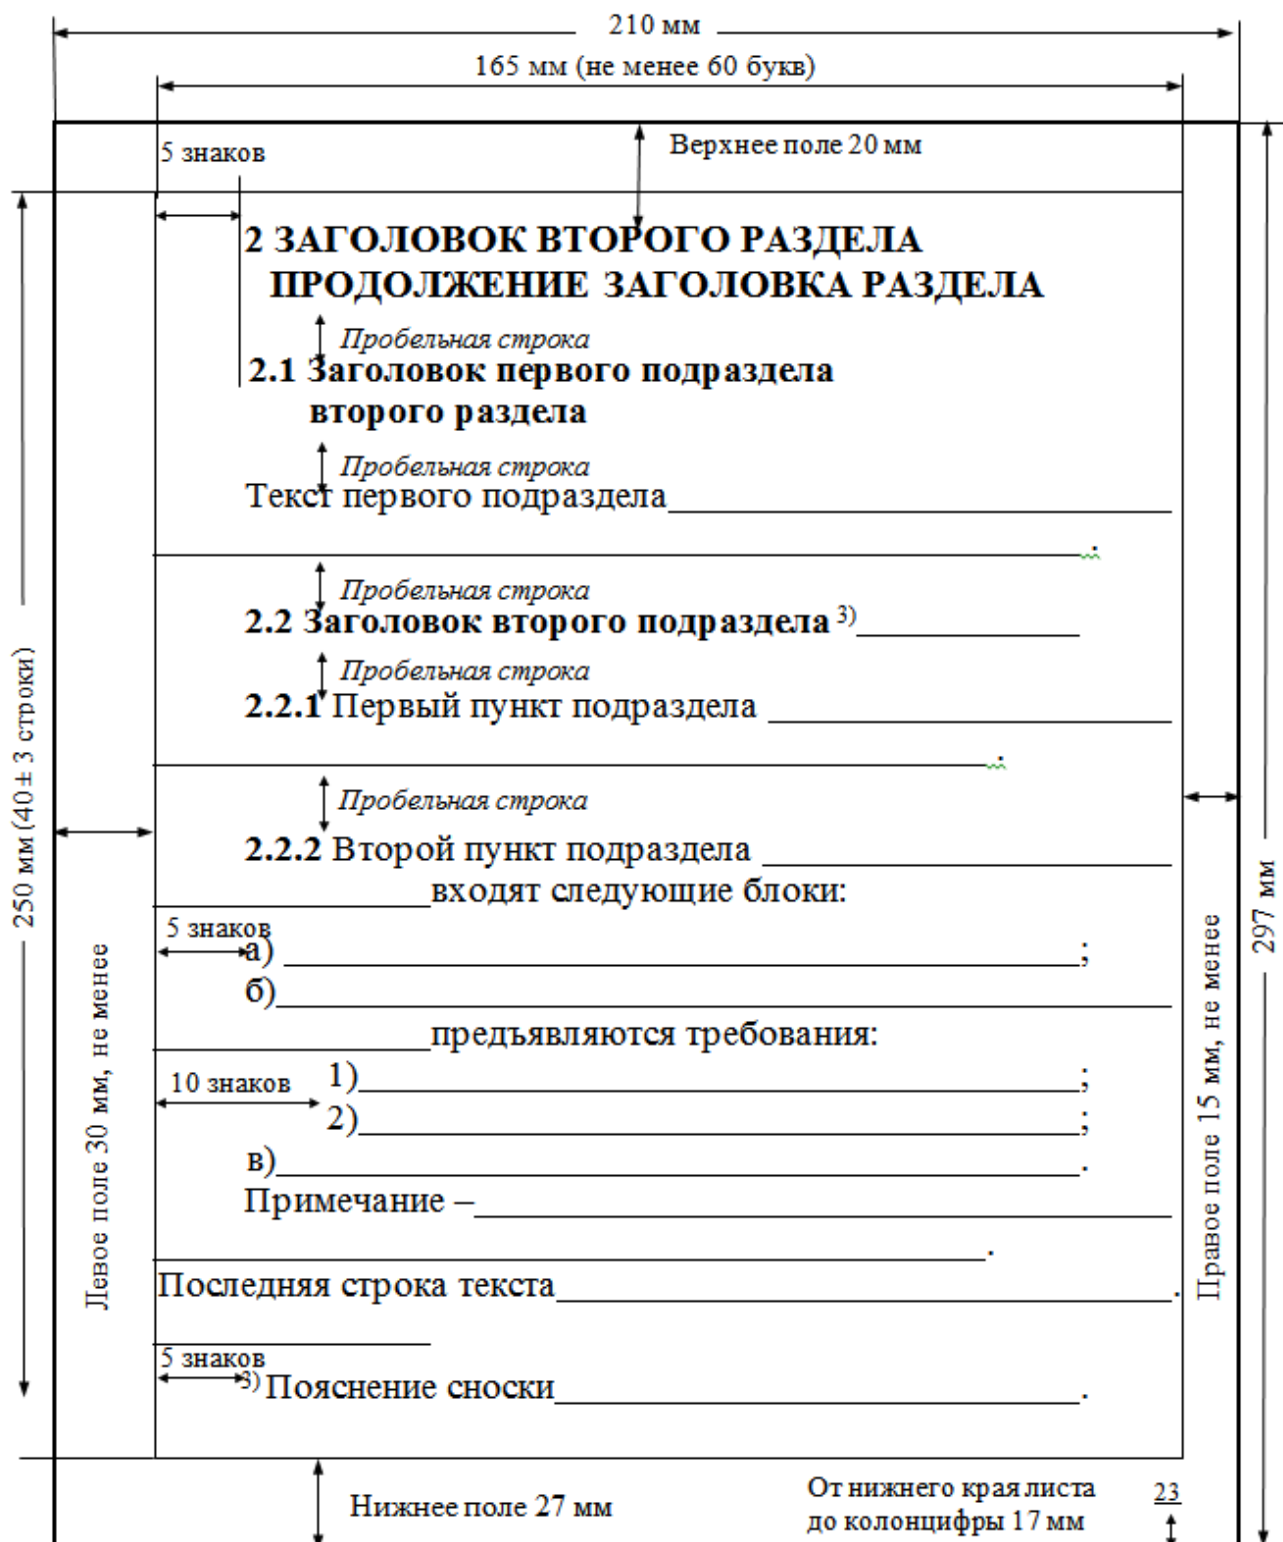 210 мм
165 мм (не менее 60 букв)
5 знаков
Верхнее поле 20 мм
2 ЗАГОЛОВОК ВТОРОГО РАЗДЕЛА
ПРОДОЛЖЕНИЕ ЗАГОЛОВКА РАЗДЕЛА
Пробельная строка
2.1 Заголовок первого подраздела
второго раздела
Пробельная строка
Текст первого подраздела
.
Пробельная строка
2.2 Заголовок второго подраздела 3)
Пробельная строка
2.2.1 Первый пункт подраздела
.
Пробельная строка
2.2.2 Второй пункт подраздела
входят следующие блоки:
5 знаков
а) ;
б)
предъявляются требования:
10 знаков
1) ;
2) ;
в) .
Примечание –
.
Последняя строка текста .
5 знаков
3) Пояснение сноски .
250 мм (40 ± 3 строки)
Левое поле 30 мм, не менее
Правое поле 15 мм, не менее
297 мм
Нижнее поле 27 мм
От нижнего края листа
до колонцифры 17 мм
23